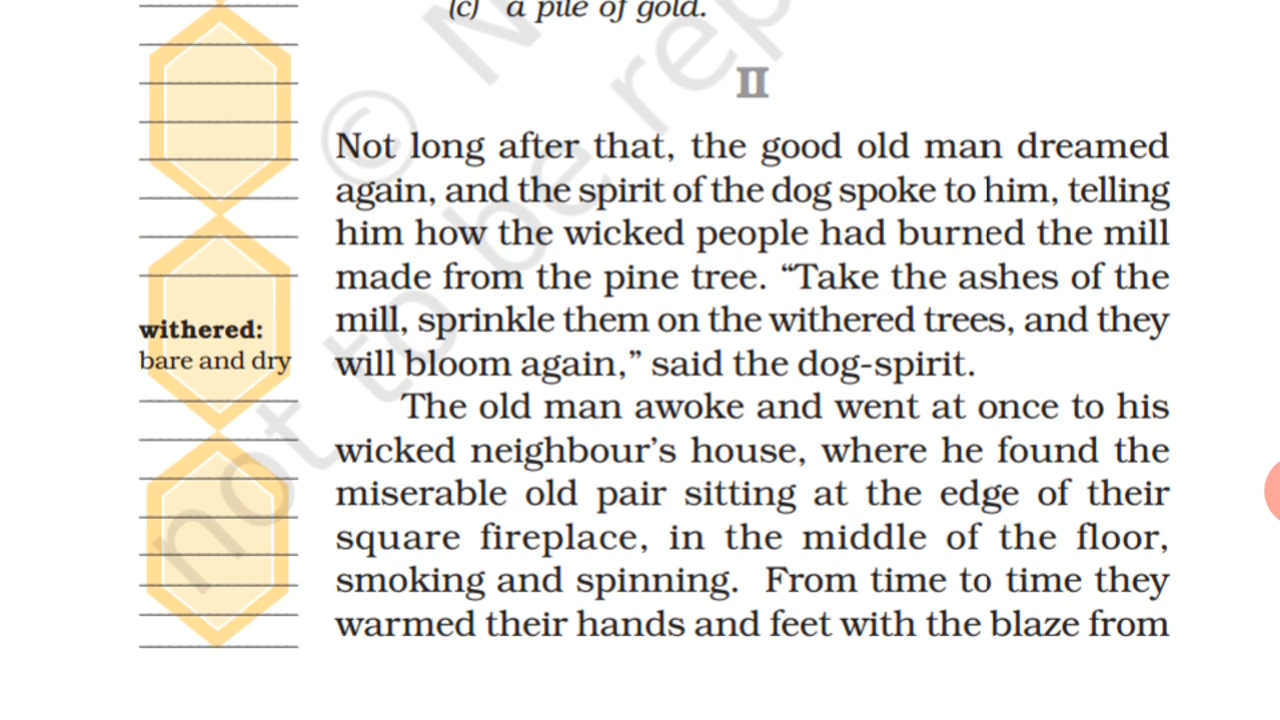 (c) a pile of gold.
II
Not long after that, the good old man dreamed
again, and the spirit of the dog spoke to him, telling
him how the wicked people had burned the mill
made from the pine tree. “Take the ashes of the
mill, sprinkle them on the withered trees, and they
will bloom again,” said the dog-spirit.
The old man awoke and went at once to his
wicked neighbour’s house, where he found the
miserable old pair sitting at the edge of their
square fireplace, in the middle of the floor,
smoking and spinning. From time to time they
warmed their hands and feet with the blaze from
withered:
bare and dry
© N
not to be rep